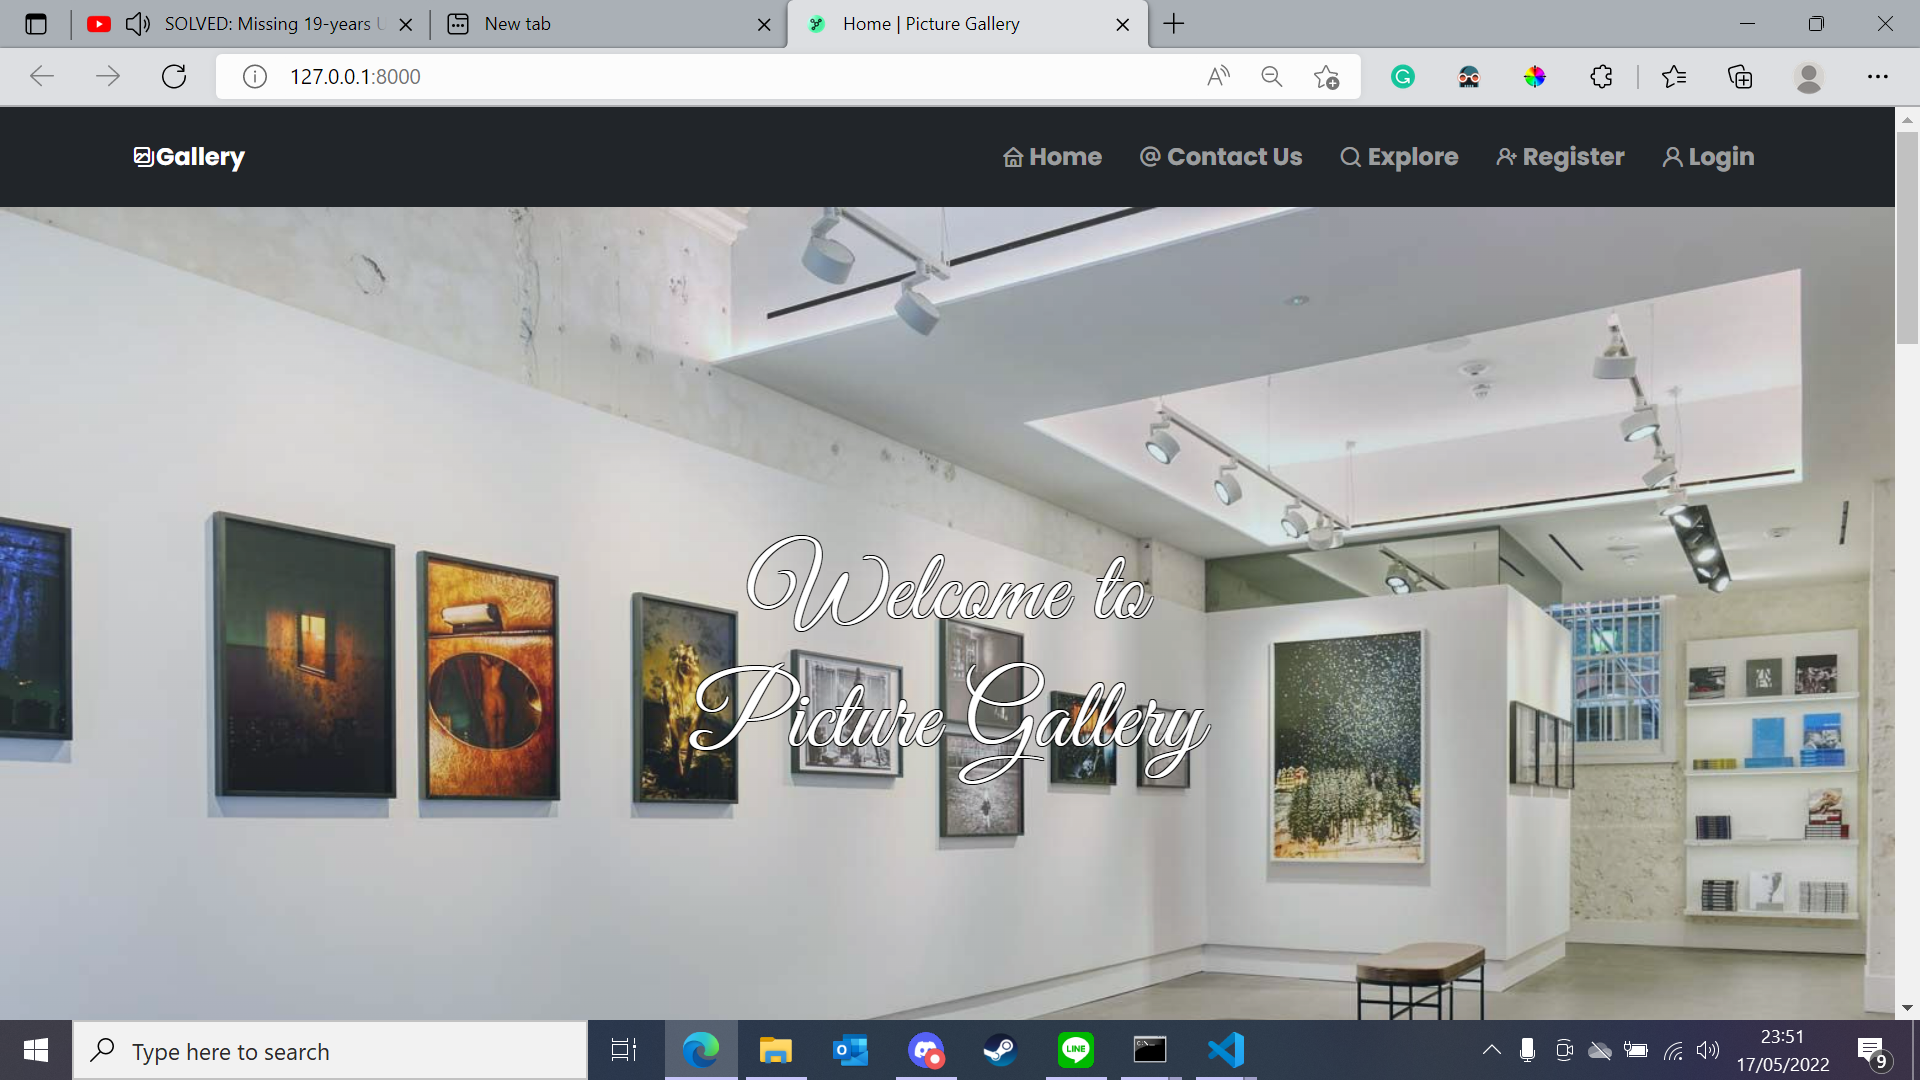 SOLVED: Missing 19-years
New tab
Home | Picture Gallery
127.0.0.1:8000
Gallery
Home
Contact Us
Explore
Register
Login
Welcome to
Picture Gallery
Type here to search
LINE
23:51
17/05/2022
9